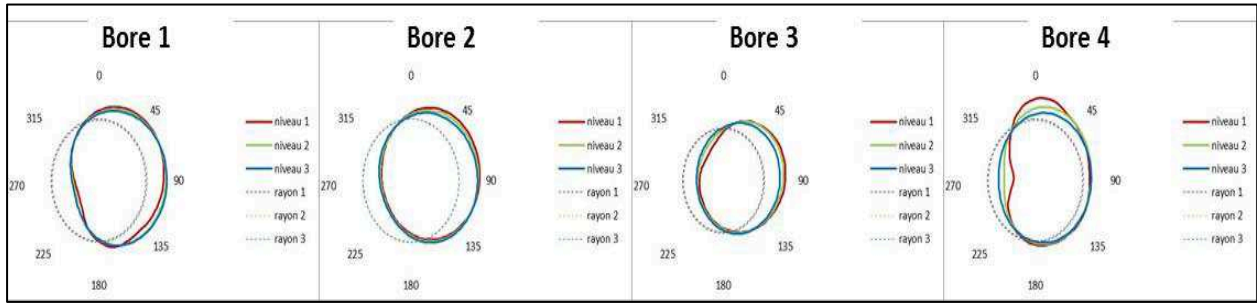 Bore 1
0
315
45
270
90
225
135
180
niveau 1
niveau 2
niveau 3
rayon 1
rayon 2
rayon 3
Bore 2
0
315
45
270
90
225
135
180
niveau 1
niveau 2
niveau 3
rayon 1
rayon 2
rayon 3
Bore 3
0
315
45
270
90
225
135
180
niveau 1
niveau 2
niveau 3
rayon 1
rayon 2
rayon 3
Bore 4
0
315
45
270
90
225
135
180
niveau 1
niveau 2
niveau 3
rayon 1
rayon 2
rayon 3